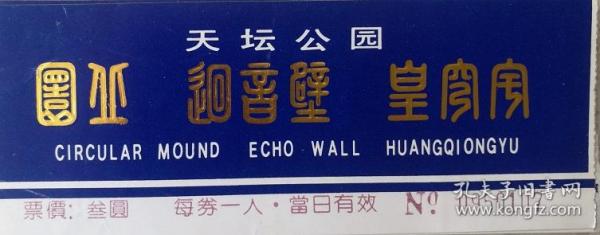 天坛公园
圜丘 迴音壁 皇穹宇
CIRCULAR MOUND ECHO WALL HUANGQIONGYU
票價：叁圓 每券一人·當日有效 Nº
孔夫子旧书网
www.kongfz.com